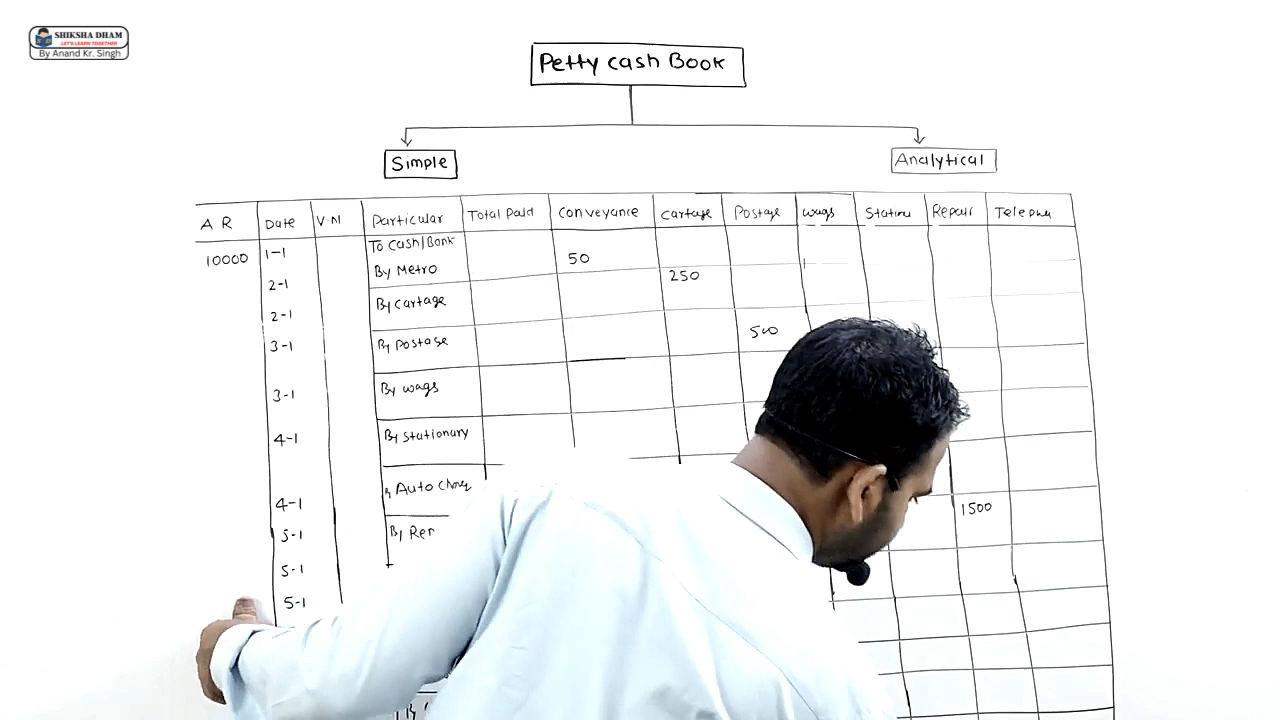 SHIKSHA DHAM
LET'S LEARN TOGETHER
By Anand Kr. Singh
Petty cash Book
Simple
Analytical
A R Date V.N Particular Total Paid Conveyance Cartage Postage wags Repair
10000 1-1 To cash/Bank
2-1 By Metro 50
2-1 By cartage 250
3-1 By Postage 500
3-1 By wags
4-1 By stationary
4-1 Auto
5-1 By 1500
5-1
5-1